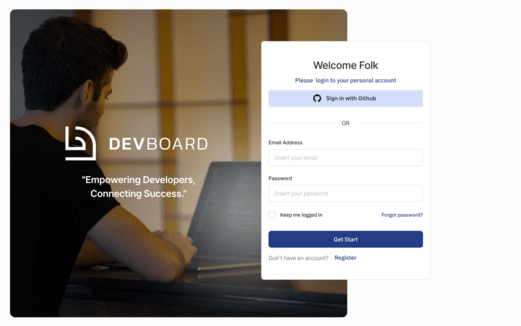 DEVBOARD
"Empowering Developers,
Connecting Success."
Welcome Folk
Please login to your personal account
Sign in with Github
OR
Email Address
Insert your email
Password
Insert your password
Keep me logged in
Forgot password?
Get Start
Don't have an account? Register